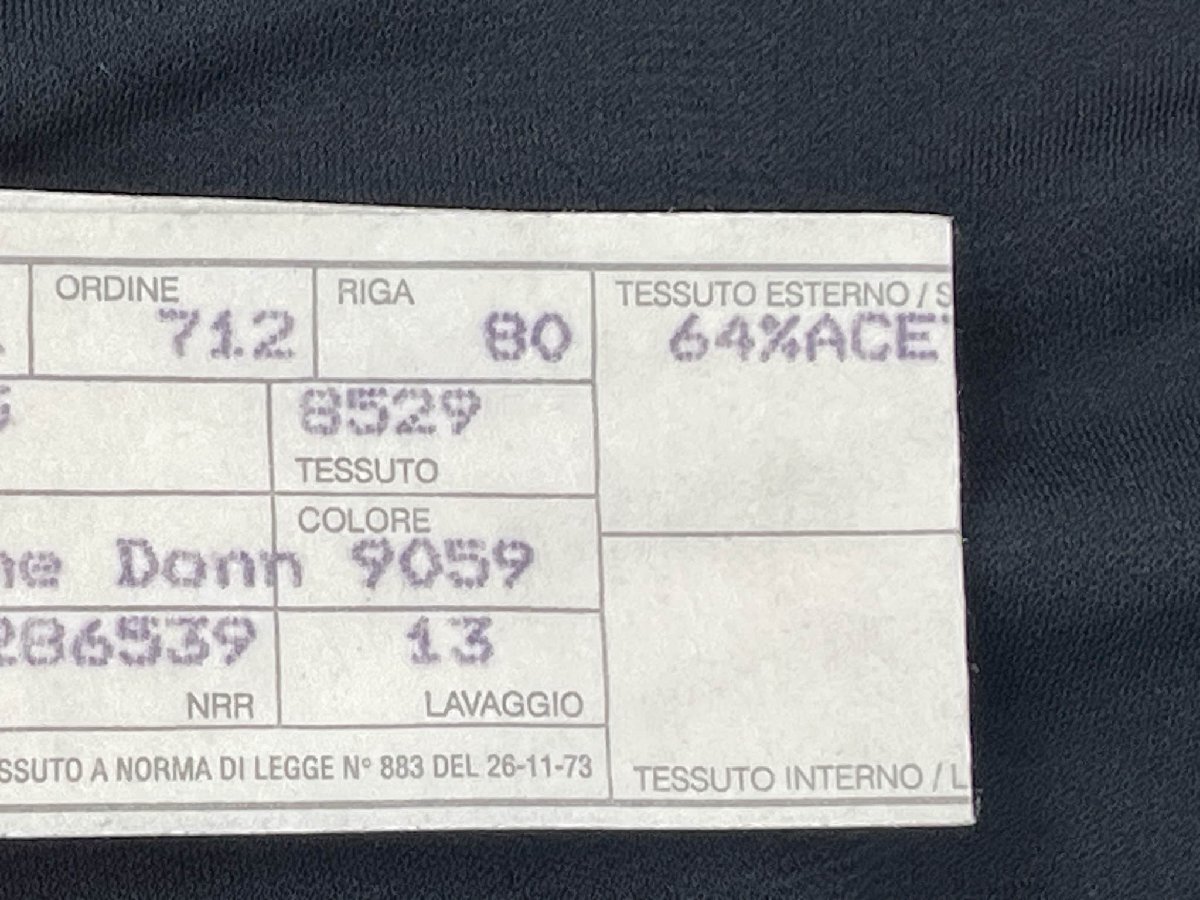 ORDINE
712
RIGA
80
TESSUTO ESTERNO / S
64%ACE
8529
TESSUTO
COLORE
Donn 9059
286539
NRR
13
LAVAGGIO
A NORMA DI LEGGE N° 883 DEL 26-11-73
TESSUTO INTERNO / L